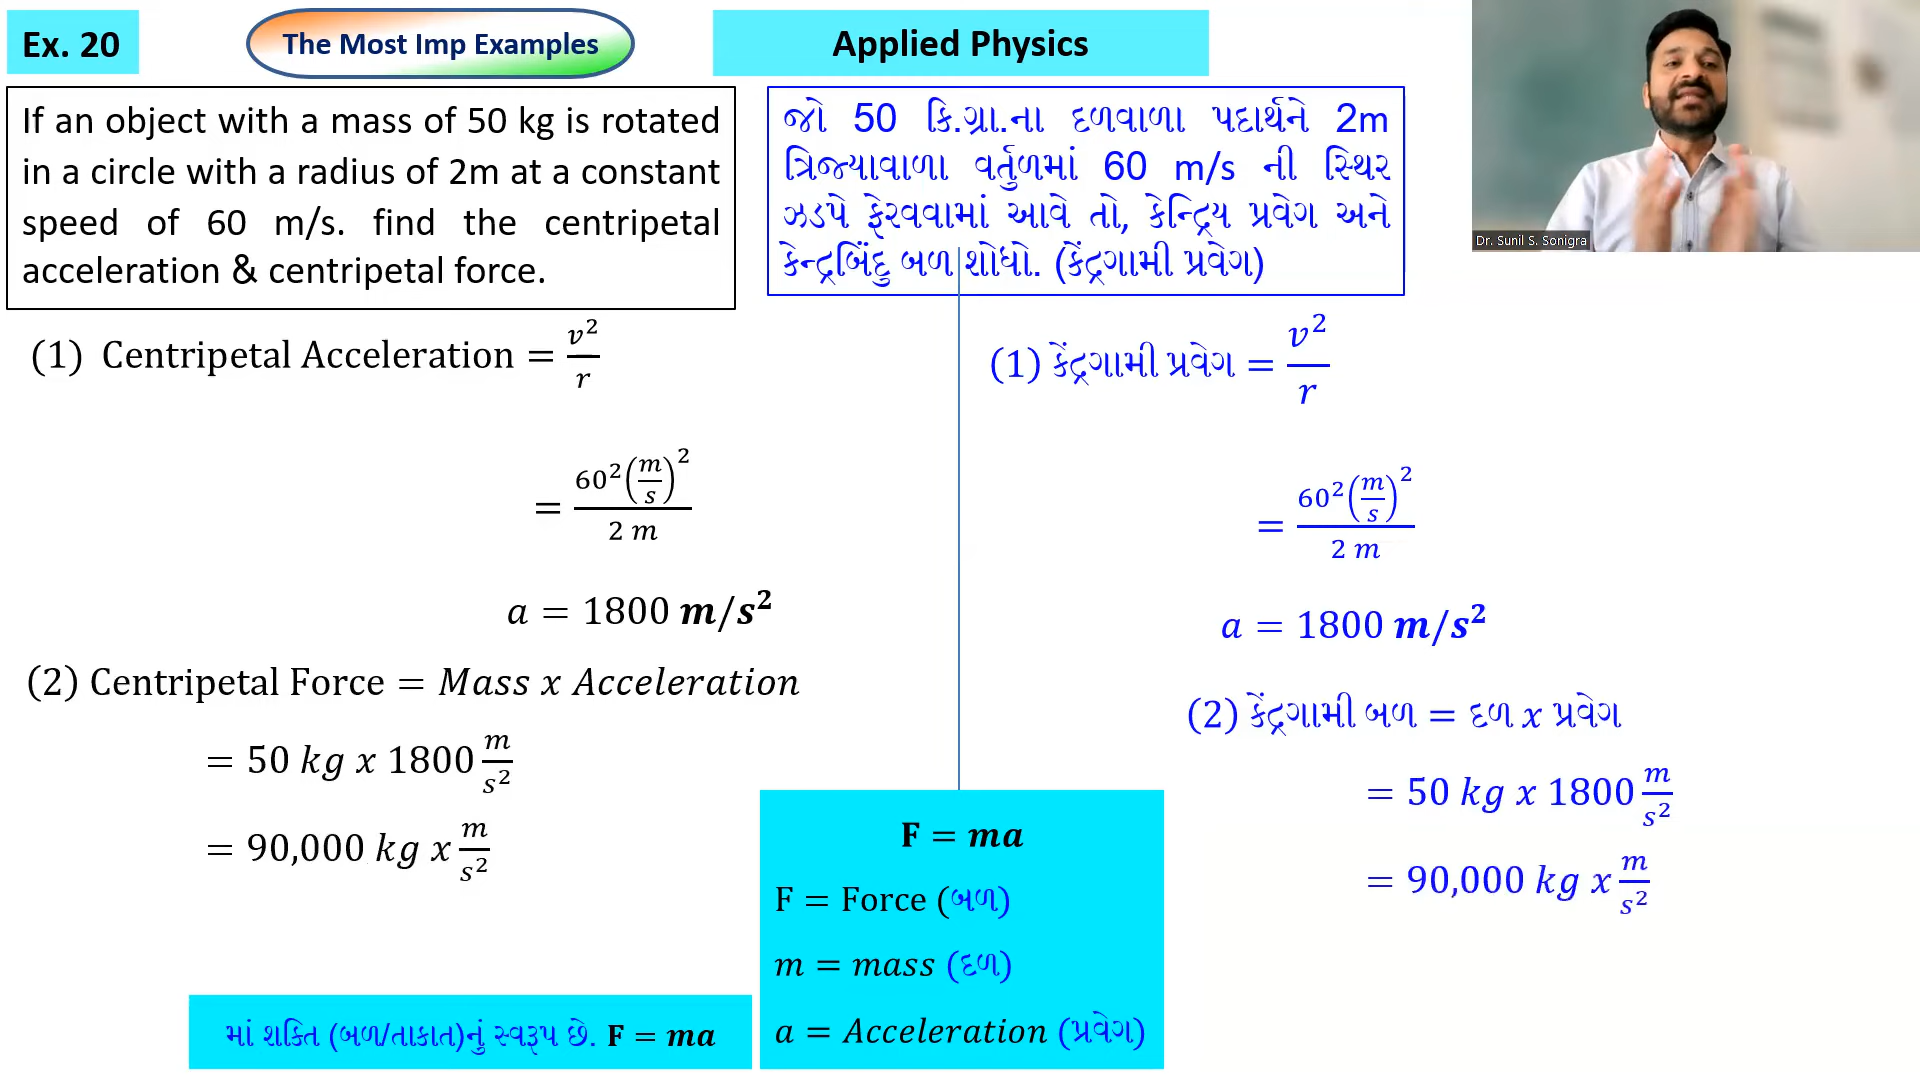 Ex. 20
The Most Imp Examples
Applied Physics
If an object with a mass of 50 kg is rotated
in a circle with a radius of 2m at a constant
speed of 60 m/s. find the centripetal
acceleration & centripetal force.
જો 50 કિ.ગ્રા.ના દળવાળા પદાર્થને 2m
ત્રિજ્યાવાળા વર્તુળમાં 60 m/s ની સ્થિર
ઝડપે ફેરવવામાં આવે તો, કેન્દ્રિય પ્રવેગ અને
કેન્દ્રબિંદુ બળ શોધો. (કેંદ્રગામી પ્રવેગ)
Dr. Sunil S. Sonigra
(1) Centripetal Acceleration = v²/r
= 60²(m/s)²/2 m
a = 1800 m/s²
(2) Centripetal Force = Mass x Acceleration
= 50 kg x 1800 m/s²
= 90,000 kg x m/s²
(1) કેંદ્રગામી પ્રવેગ = v²/r
= 60²(m/s)²/2 m
a = 1800 m/s²
(2) કેંદ્રગામી બળ = દળ x પ્રવેગ
= 50 kg x 1800 m/s²
= 90,000 kg x m/s²
F = ma
F = Force (બળ)
m = mass (દળ)
a = Acceleration (પ્રવેગ)
માં શક્તિ (બળ/તાકાત)નું સ્વરૂપ છે. F = ma